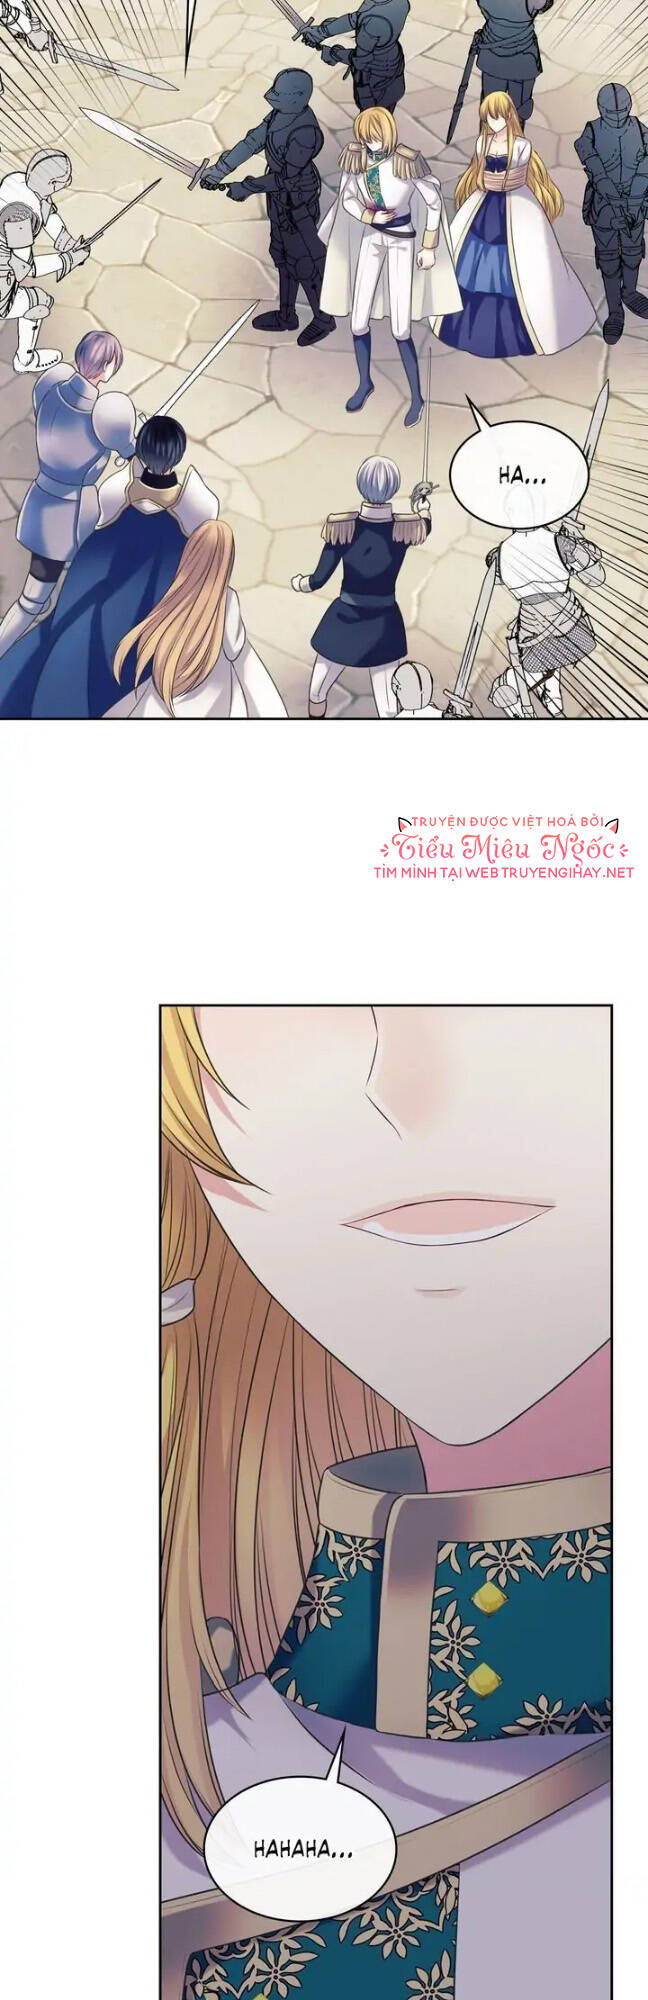 HA...
TRUYỆN ĐƯỢC VIỆT HOÁ BỞI
Tiểu Miêu Ngốc
TÌM MÌNH TẠI WEB TRUYENGIHAY.NET
HAHAHA...